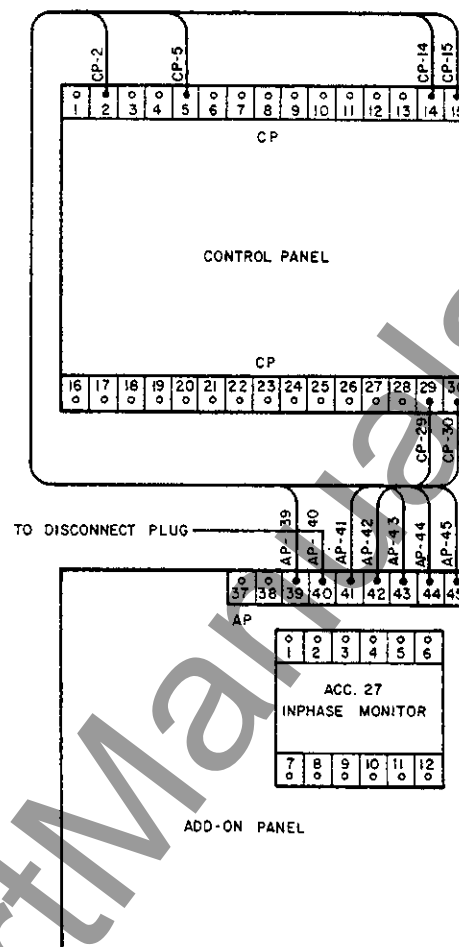 CP-2 CP-5 CP-14 CP-15
1 2 3 4 5 6 7 8 9 10 11 12 13 14 15
CP
CONTROL PANEL
CP
16 17 18 19 20 21 22 23 24 25 26 27 28 29 30
CP-29 CP-30
TO DISCONNECT PLUG
AP-39 AP-40 AP-41 AP-42 AP-43 AP-44 AP-45
37 38 39 40 41 42 43 44 45
AP
1 2 3 4 5 6
ACC. 27
INPHASE MONITOR
7 8 9 10 11 12
ADD-ON PANEL